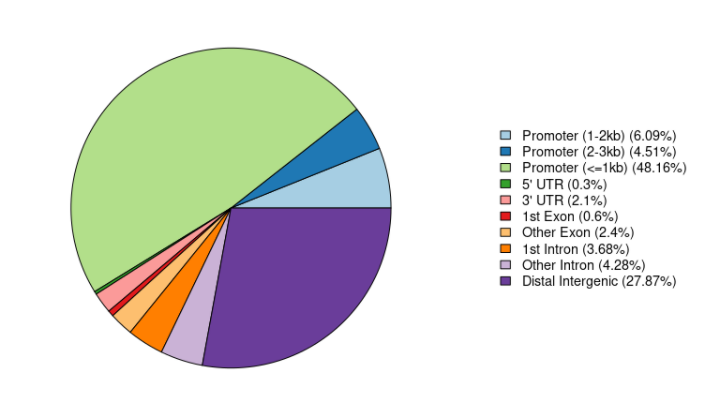 Promoter (1-2kb) (6.09%)
Promoter (2-3kb) (4.51%)
Promoter (<=1kb) (48.16%)
5' UTR (0.3%)
3' UTR (2.1%)
1st Exon (0.6%)
Other Exon (2.4%)
1st Intron (3.68%)
Other Intron (4.28%)
Distal Intergenic (27.87%)